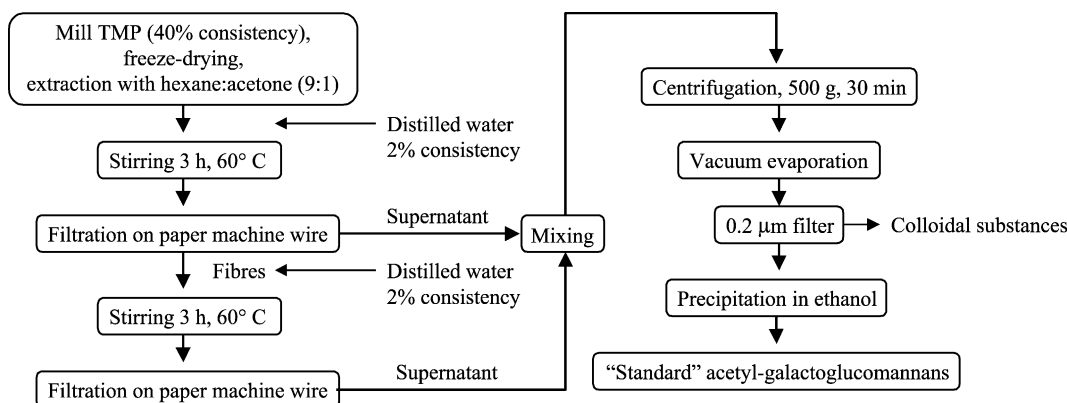 Mill TMP (40% consistency),
freeze-drying,
extraction with hexane:acetone (9:1)
Distilled water
2% consistency
Stirring 3 h, 60° C
Filtration on paper machine wire
Supernatant
Mixing
Fibres
Distilled water
2% consistency
Stirring 3 h, 60° C
Filtration on paper machine wire
Supernatant
Centrifugation, 500 g, 30 min
Vacuum evaporation
0.2 μm filter
Colloidal substances
Precipitation in ethanol
“Standard” acetyl-galactoglucomannans